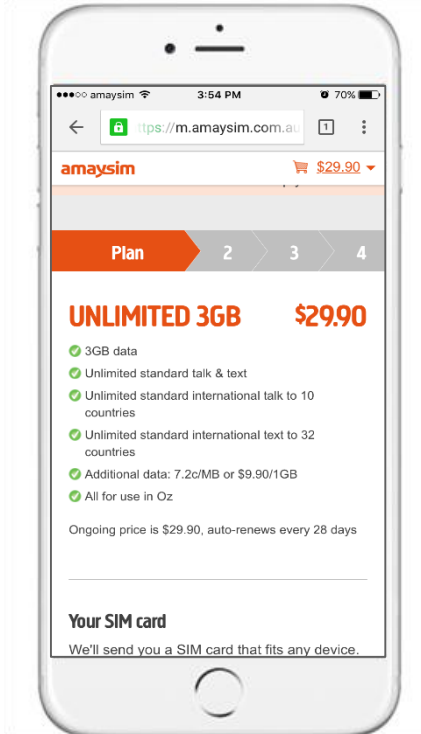 ●●●○○ amaysim 3:54 PM 70%
ttps://m.amaysim.com.au 1
amaysim $29.90
Plan 2 3 4
UNLIMITED 3GB $29.90
3GB data
Unlimited standard talk & text
Unlimited standard international talk to 10
countries
Unlimited standard international text to 32
countries
Additional data: 7.2c/MB or $9.90/1GB
All for use in Oz
Ongoing price is $29.90, auto-renews every 28 days
Your SIM card
We'll send you a SIM card that fits any device.